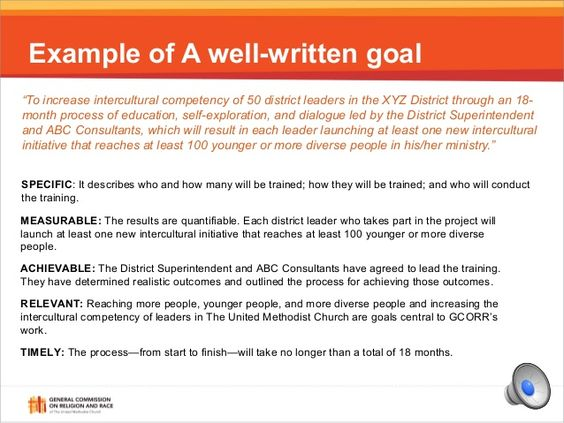 Example of A well-written goal
“To increase intercultural competency of 50 district leaders in the XYZ District through an 18-
month process of education, self-exploration, and dialogue led by the District Superintendent
and ABC Consultants, which will result in each leader launching at least one new intercultural
initiative that reaches at least 100 younger or more diverse people in his/her ministry.”
SPECIFIC: It describes who and how many will be trained; how they will be trained; and who will conduct
the training.
MEASURABLE: The results are quantifiable. Each district leader who takes part in the project will
launch at least one new intercultural initiative that reaches at least 100 younger or more diverse
people.
ACHIEVABLE: The District Superintendent and ABC Consultants have agreed to lead the training.
They have determined realistic outcomes and outlined the process for achieving those outcomes.
RELEVANT: Reaching more people, younger people, and more diverse people and increasing the
intercultural competency of leaders in The United Methodist Church are goals central to GCORR’s
work.
TIMELY: The process—from start to finish—will take no longer than a total of 18 months.
GENERAL COMMISSION
ON RELIGION AND RACE
of The United Methodist Church